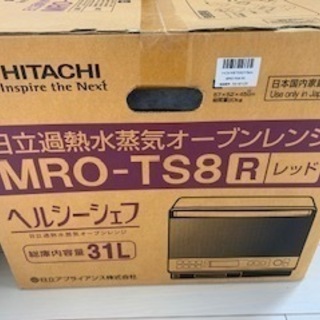 HITACHI
Inspire the Next
日本国内家庭
Use only in Ja
日立過熱水蒸気オーブンレンジ
MRO-TS8 R レッド
ヘルシーシェフ
日立過熱水蒸気オーブンレンジ
総庫内容量 31L
日立アプライアンス株式会社